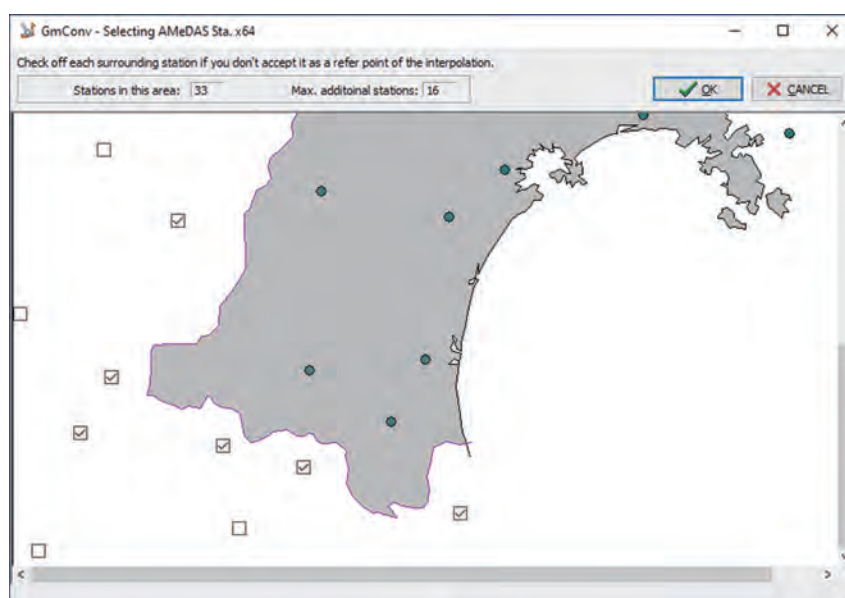 GmConv - Selecting AMeDAS Sta. x64
Check off each surrounding station if you don't accept it as a refer point of the interpolation.
Stations in this area: 33 Max. additoinal stations: 16 OK CANCEL